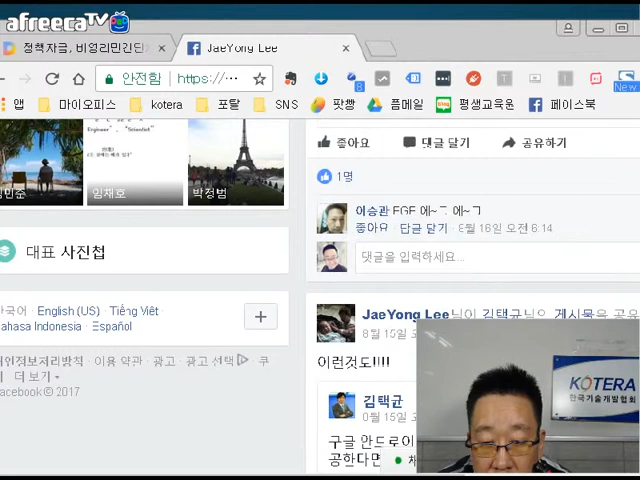 afreecaTV
정책자금, 비영리민간단
JaeYong Lee
안전함 | https://···
앱 마이오피스 kotera 포탈 SNS 팟빵 플메일 평생교육원 페이스북
New
8
Engineer", "Scientist"
임채호
박정범
좋아요 댓글 달기 공유하기
1명
이승관
좋아요 · 답글 달기 · 8월 16일 오전 6:14
댓글을 입력하세요...
대표 사진첩
English (US) · Tiếng Việt ·
Bahasa Indonesia · Español
개인정보처리방침 · 이용 약관 · 광고 · 광고 선택 · 쿠
키 · 더 보기
Facebook © 2017
JaeYong Lee님이 김택균님의 게시물을 공유
8월 15일
이런것도!!!!
김택균
8월 15일
구글 안드로이
공한다면
KOTERA
한국기술개발협회